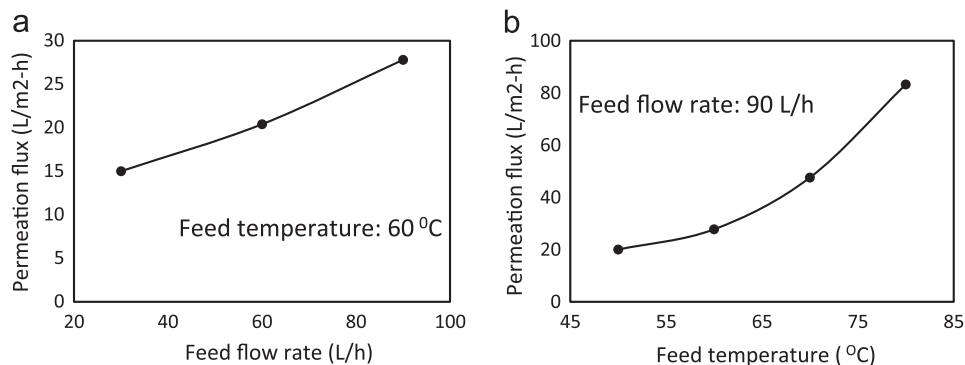 a
Permeation flux (L/m2-h)
30
25
20
15
10
5
0
Feed temperature: 60 ⁰C
20 40 60 80 100
Feed flow rate (L/h)
b
Permeation flux (L/m2-h)
100
80
60
40
20
0
Feed flow rate: 90 L/h
45 55 65 75 85
Feed temperature ( ᴼC)